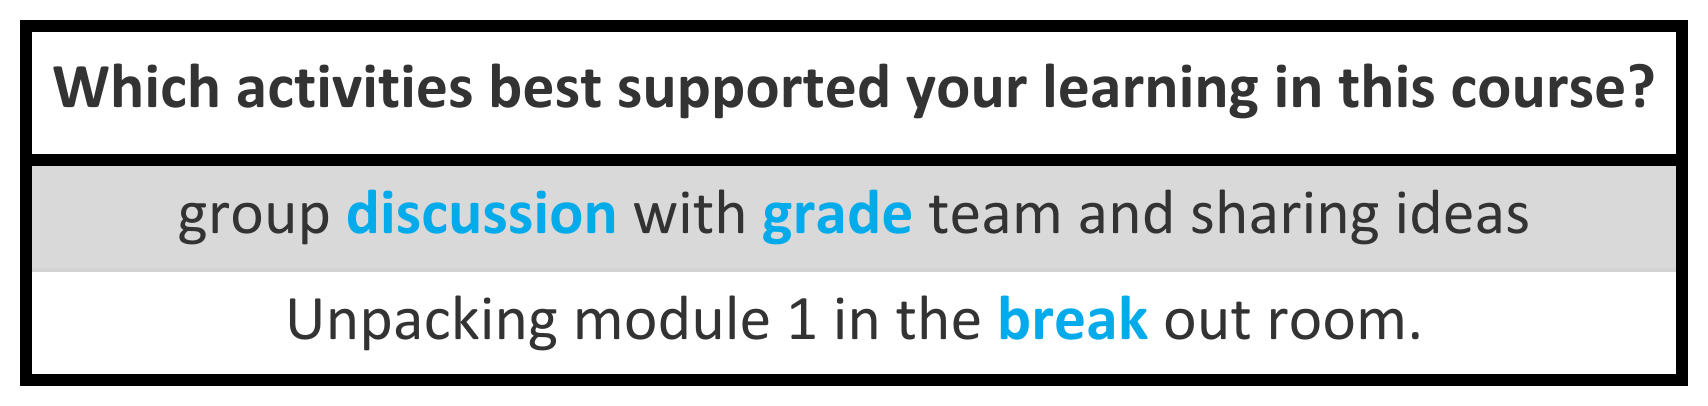 Which activities best supported your learning in this course?
group discussion with grade team and sharing ideas
Unpacking module 1 in the break out room.